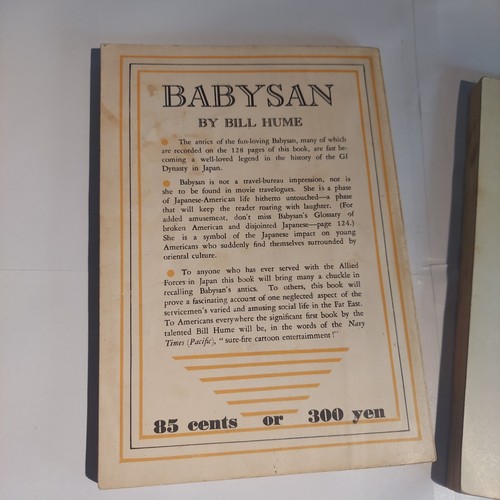 BABYSAN
BY BILL HUME
The antics of the fun-loving Babysan, many of which
are recorded on the 128 pages of this book, are fast be-
coming a well-loved legend in the history of the GI
Dynasty in Japan.
Babysan is not a travel-bureau impression, nor is
she to be found in movie travelogues. She is a phase
of Japanese-American life hitherto untouched—a phase
that will keep the reader roaring with laughter. (For
added amusement, don't miss Babysan's Glossary of
broken American and disjointed Japanese—page 124.)
She is a symbol of the Japanese impact on young
Americans who suddenly find themselves surrounded by
oriental culture.
To anyone who has ever served with the Allied
Forces in Japan this book will bring many a chuckle in
recalling Babysan's antics. To others, this book will
prove a fascinating account of one neglected aspect of the
servicemen's varied and amusing social life in the Far East.
To Americans everywhere the significant first book by the
talented Bill Hume will be, in the words of the Navy
Times (Pacific), "sure-fire cartoon entertainment!"
85 cents or 300 yen